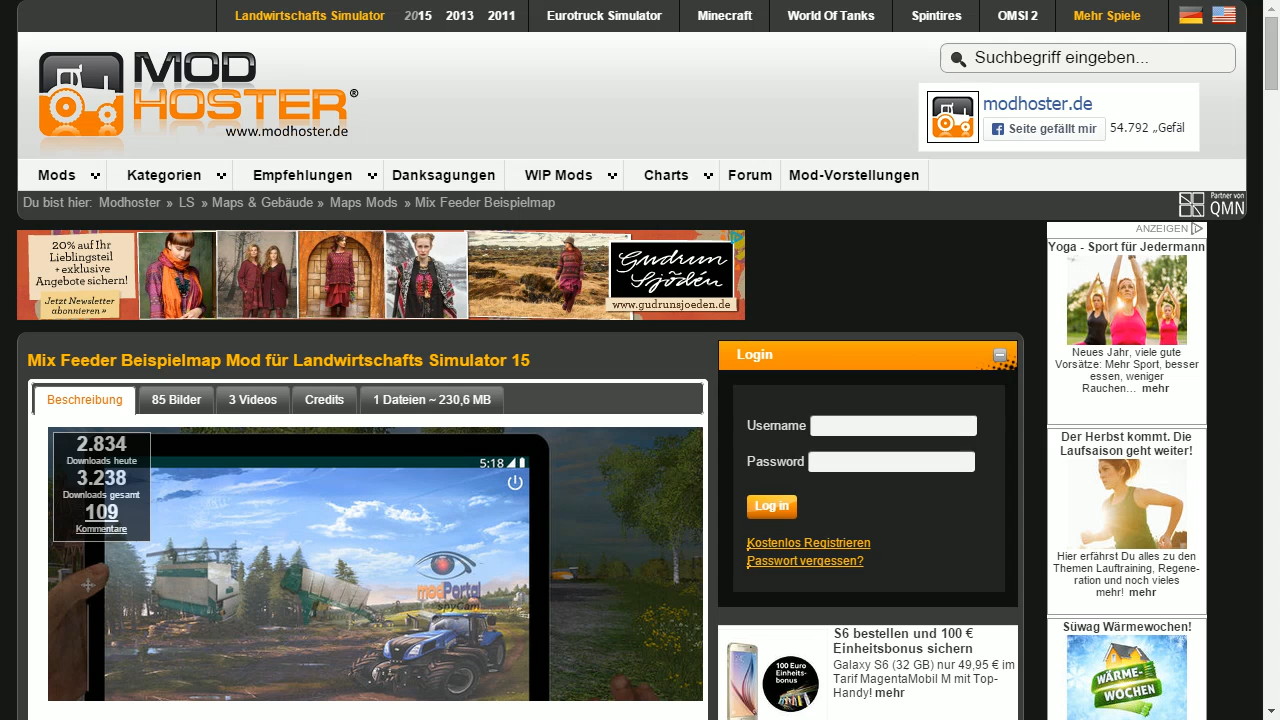 Landwirtschafts Simulator 2015 2013 2011 Eurotruck Simulator Minecraft World Of Tanks Spintires OMSI 2 Mehr Spiele
MOD
HOSTER®
www.modhoster.de
Suchbegriff eingeben...
modhoster.de
Seite gefällt mir 54.792 „Gefäl
Mods Kategorien Empfehlungen Danksagungen WIP Mods Charts Forum Mod-Vorstellungen
Du bist hier: Modhoster » LS » Maps & Gebäude » Maps Mods » Mix Feeder Beispielmap
Partner von
QMN
20% auf Ihr
Lieblingsteil
+ exklusive
Angebote sichern!
Jetzt Newsletter
abonnieren »
Gudrun
Sjödén
www.gudrunsjoeden.de
ANZEIGEN
Yoga - Sport für Jedermann
Neues Jahr, viele gute
Vorsätze: Mehr Sport, besser
essen, weniger
Rauchen... mehr
Der Herbst kommt. Die
Laufsaison geht weiter!
Hier erfährst Du alles zu den
Themen Lauftraining, Regene-
ration und noch vieles
mehr! mehr
Süwag Wärmewochen!
WÄRME-
WOCHEN
Mix Feeder Beispielmap Mod für Landwirtschafts Simulator 15
Beschreibung 85 Bilder 3 Videos Credits 1 Dateien ~ 230,6 MB
2.834
Downloads heute
3.238
Downloads gesamt
109
Kommentare
5:18
modPortal
spyCam
Login
Username
Password
Log in
Kostenlos Registrieren
Passwort vergessen?
100 Euro
Einheits-
bonus
S6 bestellen und 100 €
Einheitsbonus sichern
Galaxy S6 (32 GB) nur 49,95 € im
Tarif MagentaMobil M mit Top-
Handy! mehr